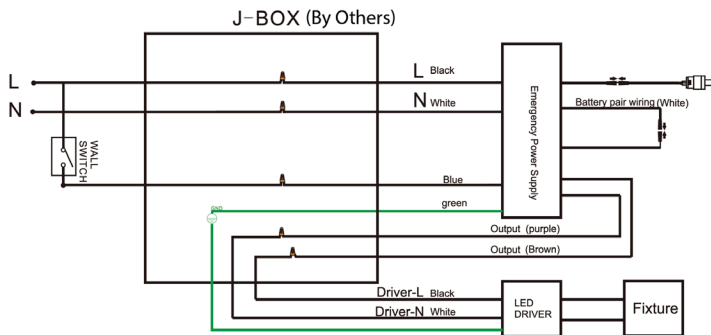 J-BOX (By Others)
L
L Black
N
N White
Battery pair wiring (White)
Emergency Power Supply
WALL
SWITCH
Blue
green
GND
Output (purple)
Output (Brown)
Driver-L Black
Driver-N White
LED
DRIVER
Fixture